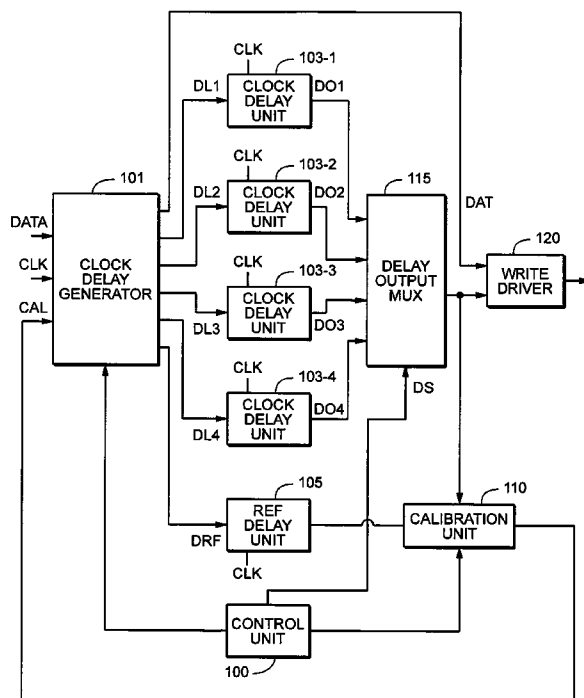 CLK
103-1
DL1
CLOCK
DELAY
UNIT
DO1
CLK
103-2
101
DL2
CLOCK
DELAY
UNIT
DO2
115
DAT
DATA
CLK
CAL
CLOCK
DELAY
GENERATOR
CLK
103-3
DL3
CLOCK
DELAY
UNIT
DO3
DELAY
OUTPUT
MUX
120
WRITE
DRIVER
CLK
103-4
DL4
CLOCK
DELAY
UNIT
DO4
DS
105
DRF
REF
DELAY
UNIT
CLK
110
CALIBRATION
UNIT
CONTROL
UNIT
100